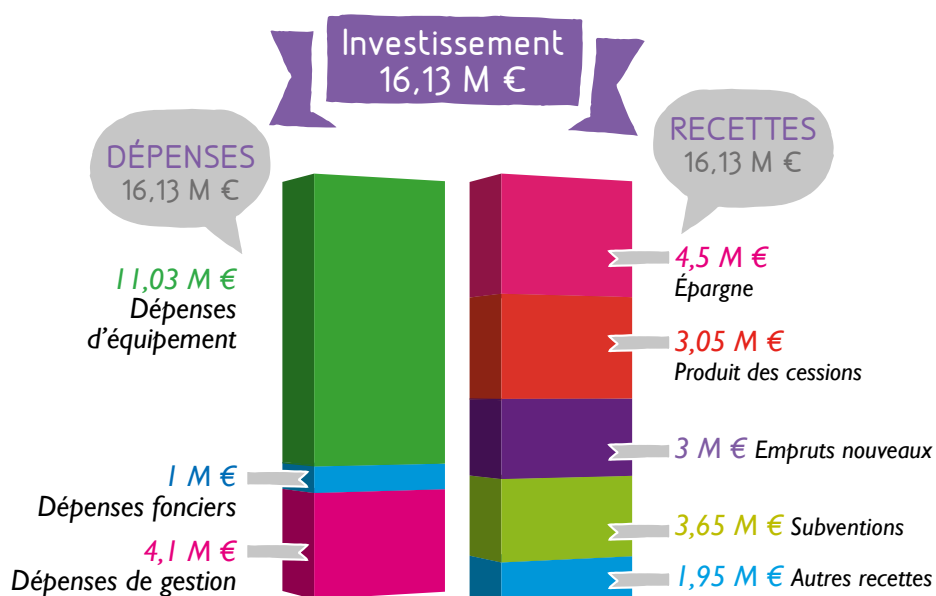 Investissement
16,13 M €
DÉPENSES
16,13 M €
11,03 M €
Dépenses
d'équipement
1 M €
Dépenses fonciers
4,1 M €
Dépenses de gestion
RECETTES
16,13 M €
4,5 M €
Épargne
3,05 M €
Produit des cessions
3 M € Empruts nouveaux
3,65 M € Subventions
1,95 M € Autres recettes